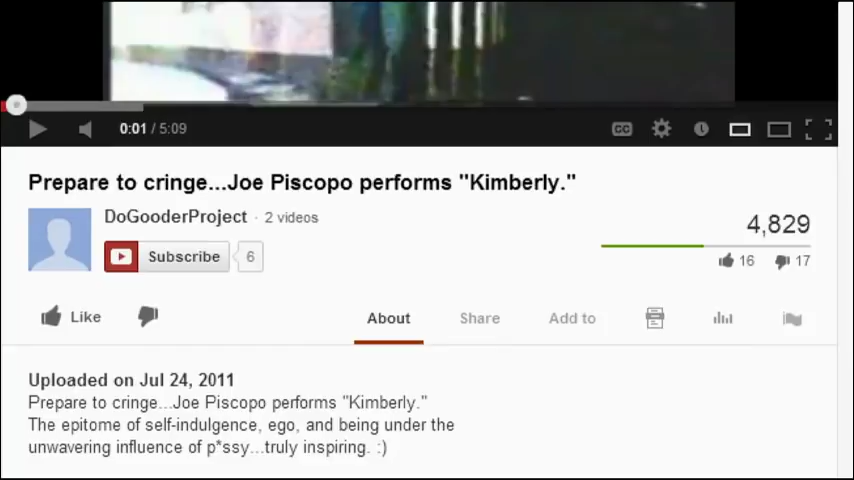 0:01 / 5:09
CC
Prepare to cringe...Joe Piscopo performs "Kimberly."
DoGooderProject · 2 videos
Subscribe 6
4,829
16 17
Like
About Share Add to
Uploaded on Jul 24, 2011
Prepare to cringe...Joe Piscopo performs "Kimberly."
The epitome of self-indulgence, ego, and being under the
unwavering influence of p*ssy...truly inspiring. :)